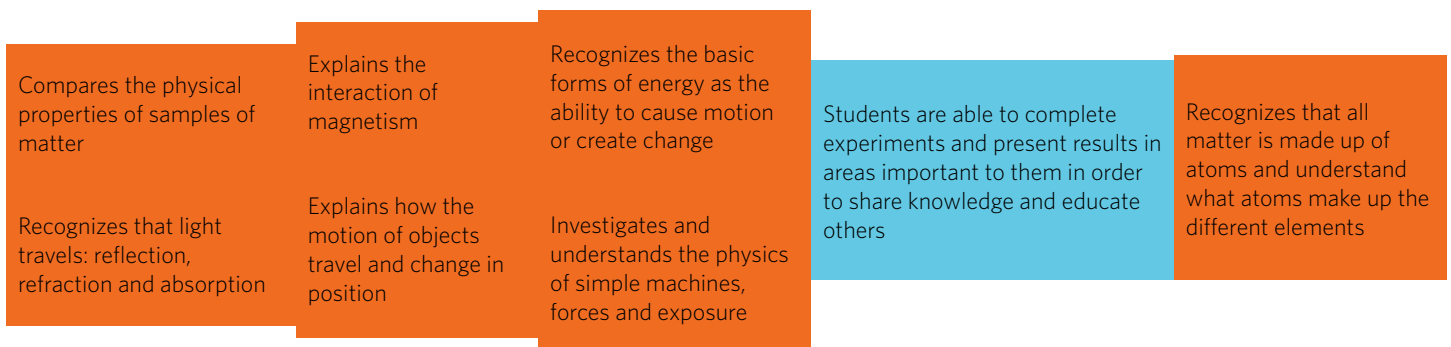 Compares the physical
properties of samples of
matter
Recognizes that light
travels: reflection,
refraction and absorption
Explains the
interaction of
magnetism
Explains how the
motion of objects
travel and change in
position
Recognizes the basic
forms of energy as the
ability to cause motion
or create change
Investigates and
understands the physics
of simple machines,
forces and exposure
Students are able to complete
experiments and present results in
areas important to them in order
to share knowledge and educate
others
Recognizes that all
matter is made up of
atoms and understand
what atoms make up the
different elements